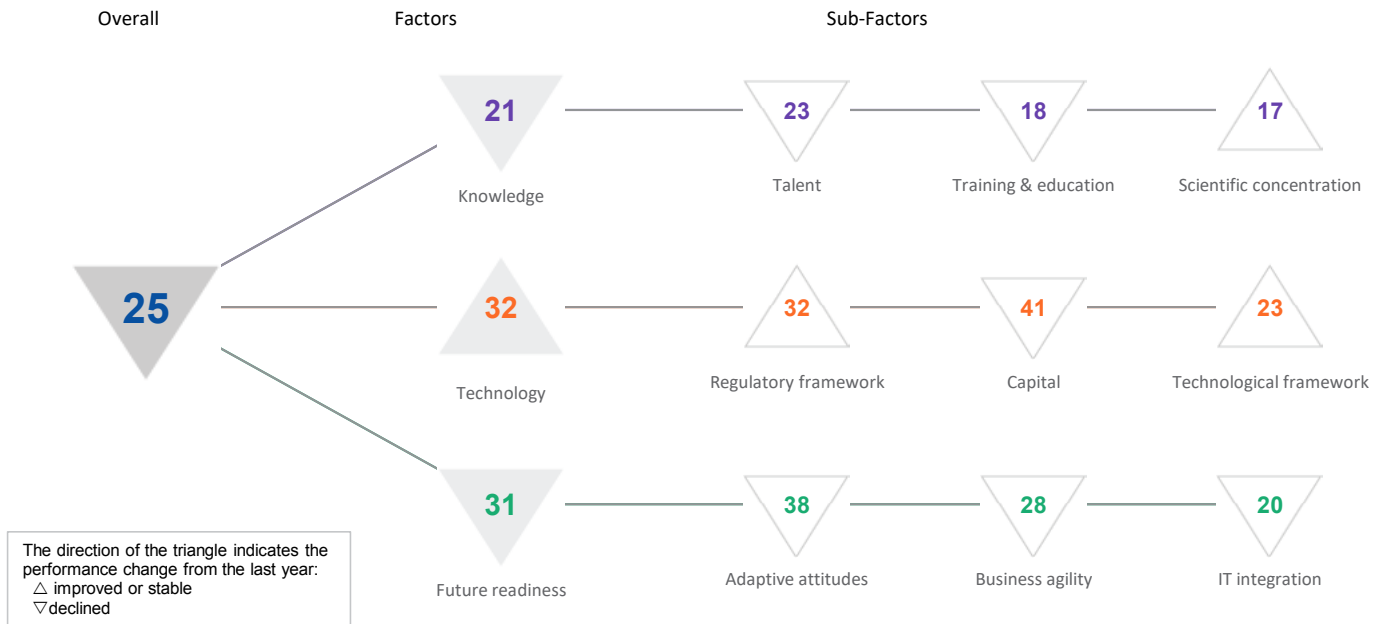 Overall
Factors
Sub-Factors
21
23
18
17
Knowledge
Talent
Training & education
Scientific concentration
25
32
32
41
23
Technology
Regulatory framework
Capital
Technological framework
31
38
28
20
Future readiness
Adaptive attitudes
Business agility
IT integration
The direction of the triangle indicates the
performance change from the last year:
△ improved or stable
▽declined